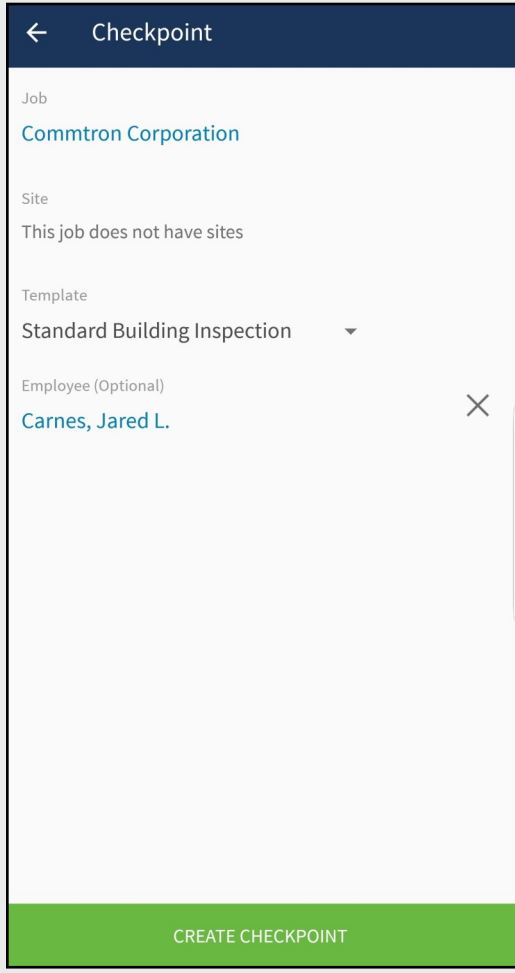 Checkpoint
Job
Commtron Corporation
Site
This job does not have sites
Template
Standard Building Inspection
Employee (Optional)
Carnes, Jared L.
CREATE CHECKPOINT